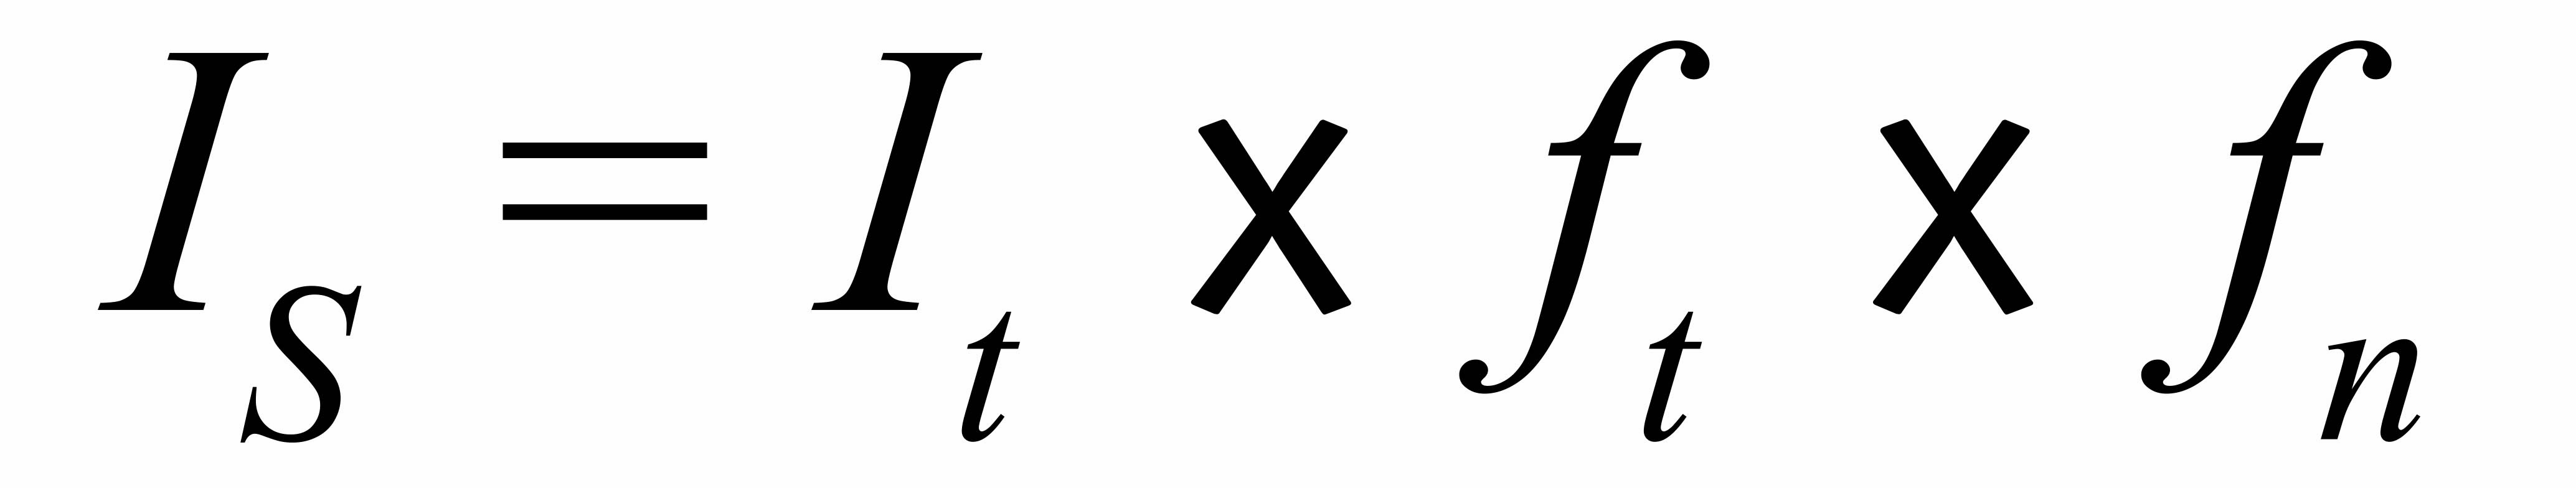 I_S = I_t × f_t × f_n